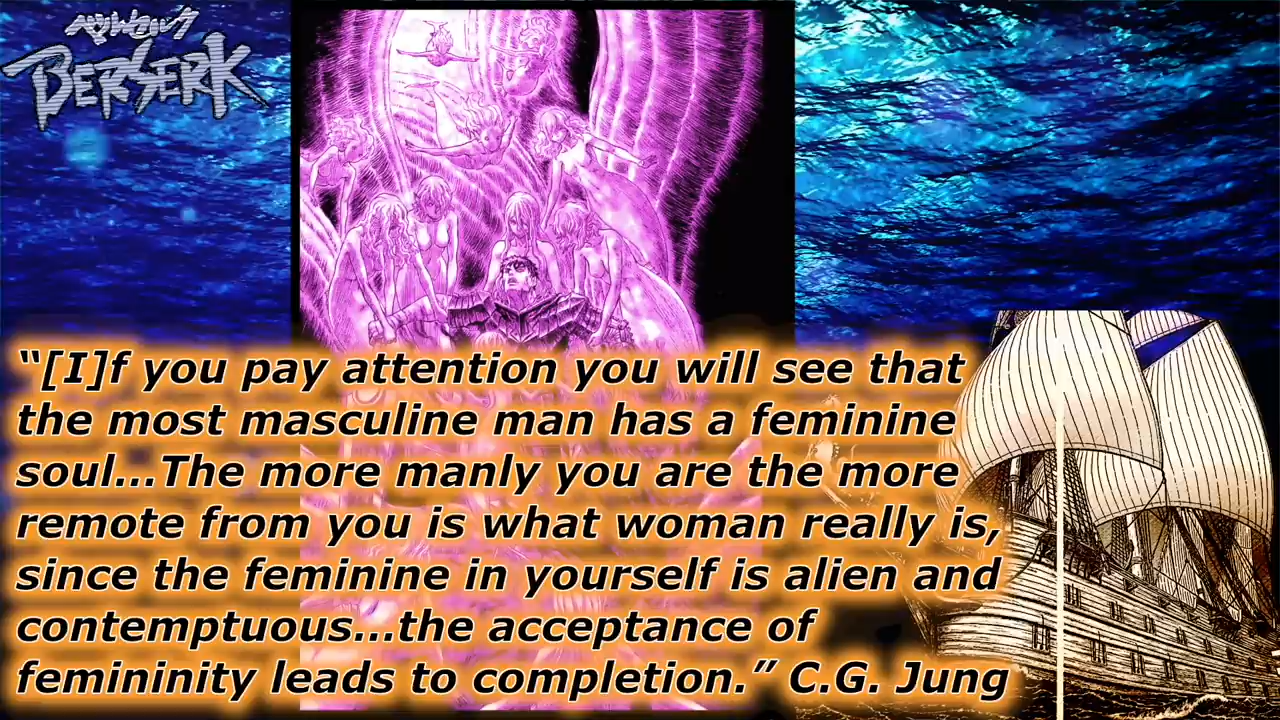 ベルセルク
BERSERK
“[I]f you pay attention you will see that
the most masculine man has a feminine
soul...The more manly you are the more
remote from you is what woman really is,
since the feminine in yourself is alien and
contemptuous...the acceptance of
femininity leads to completion.” C.G. Jung